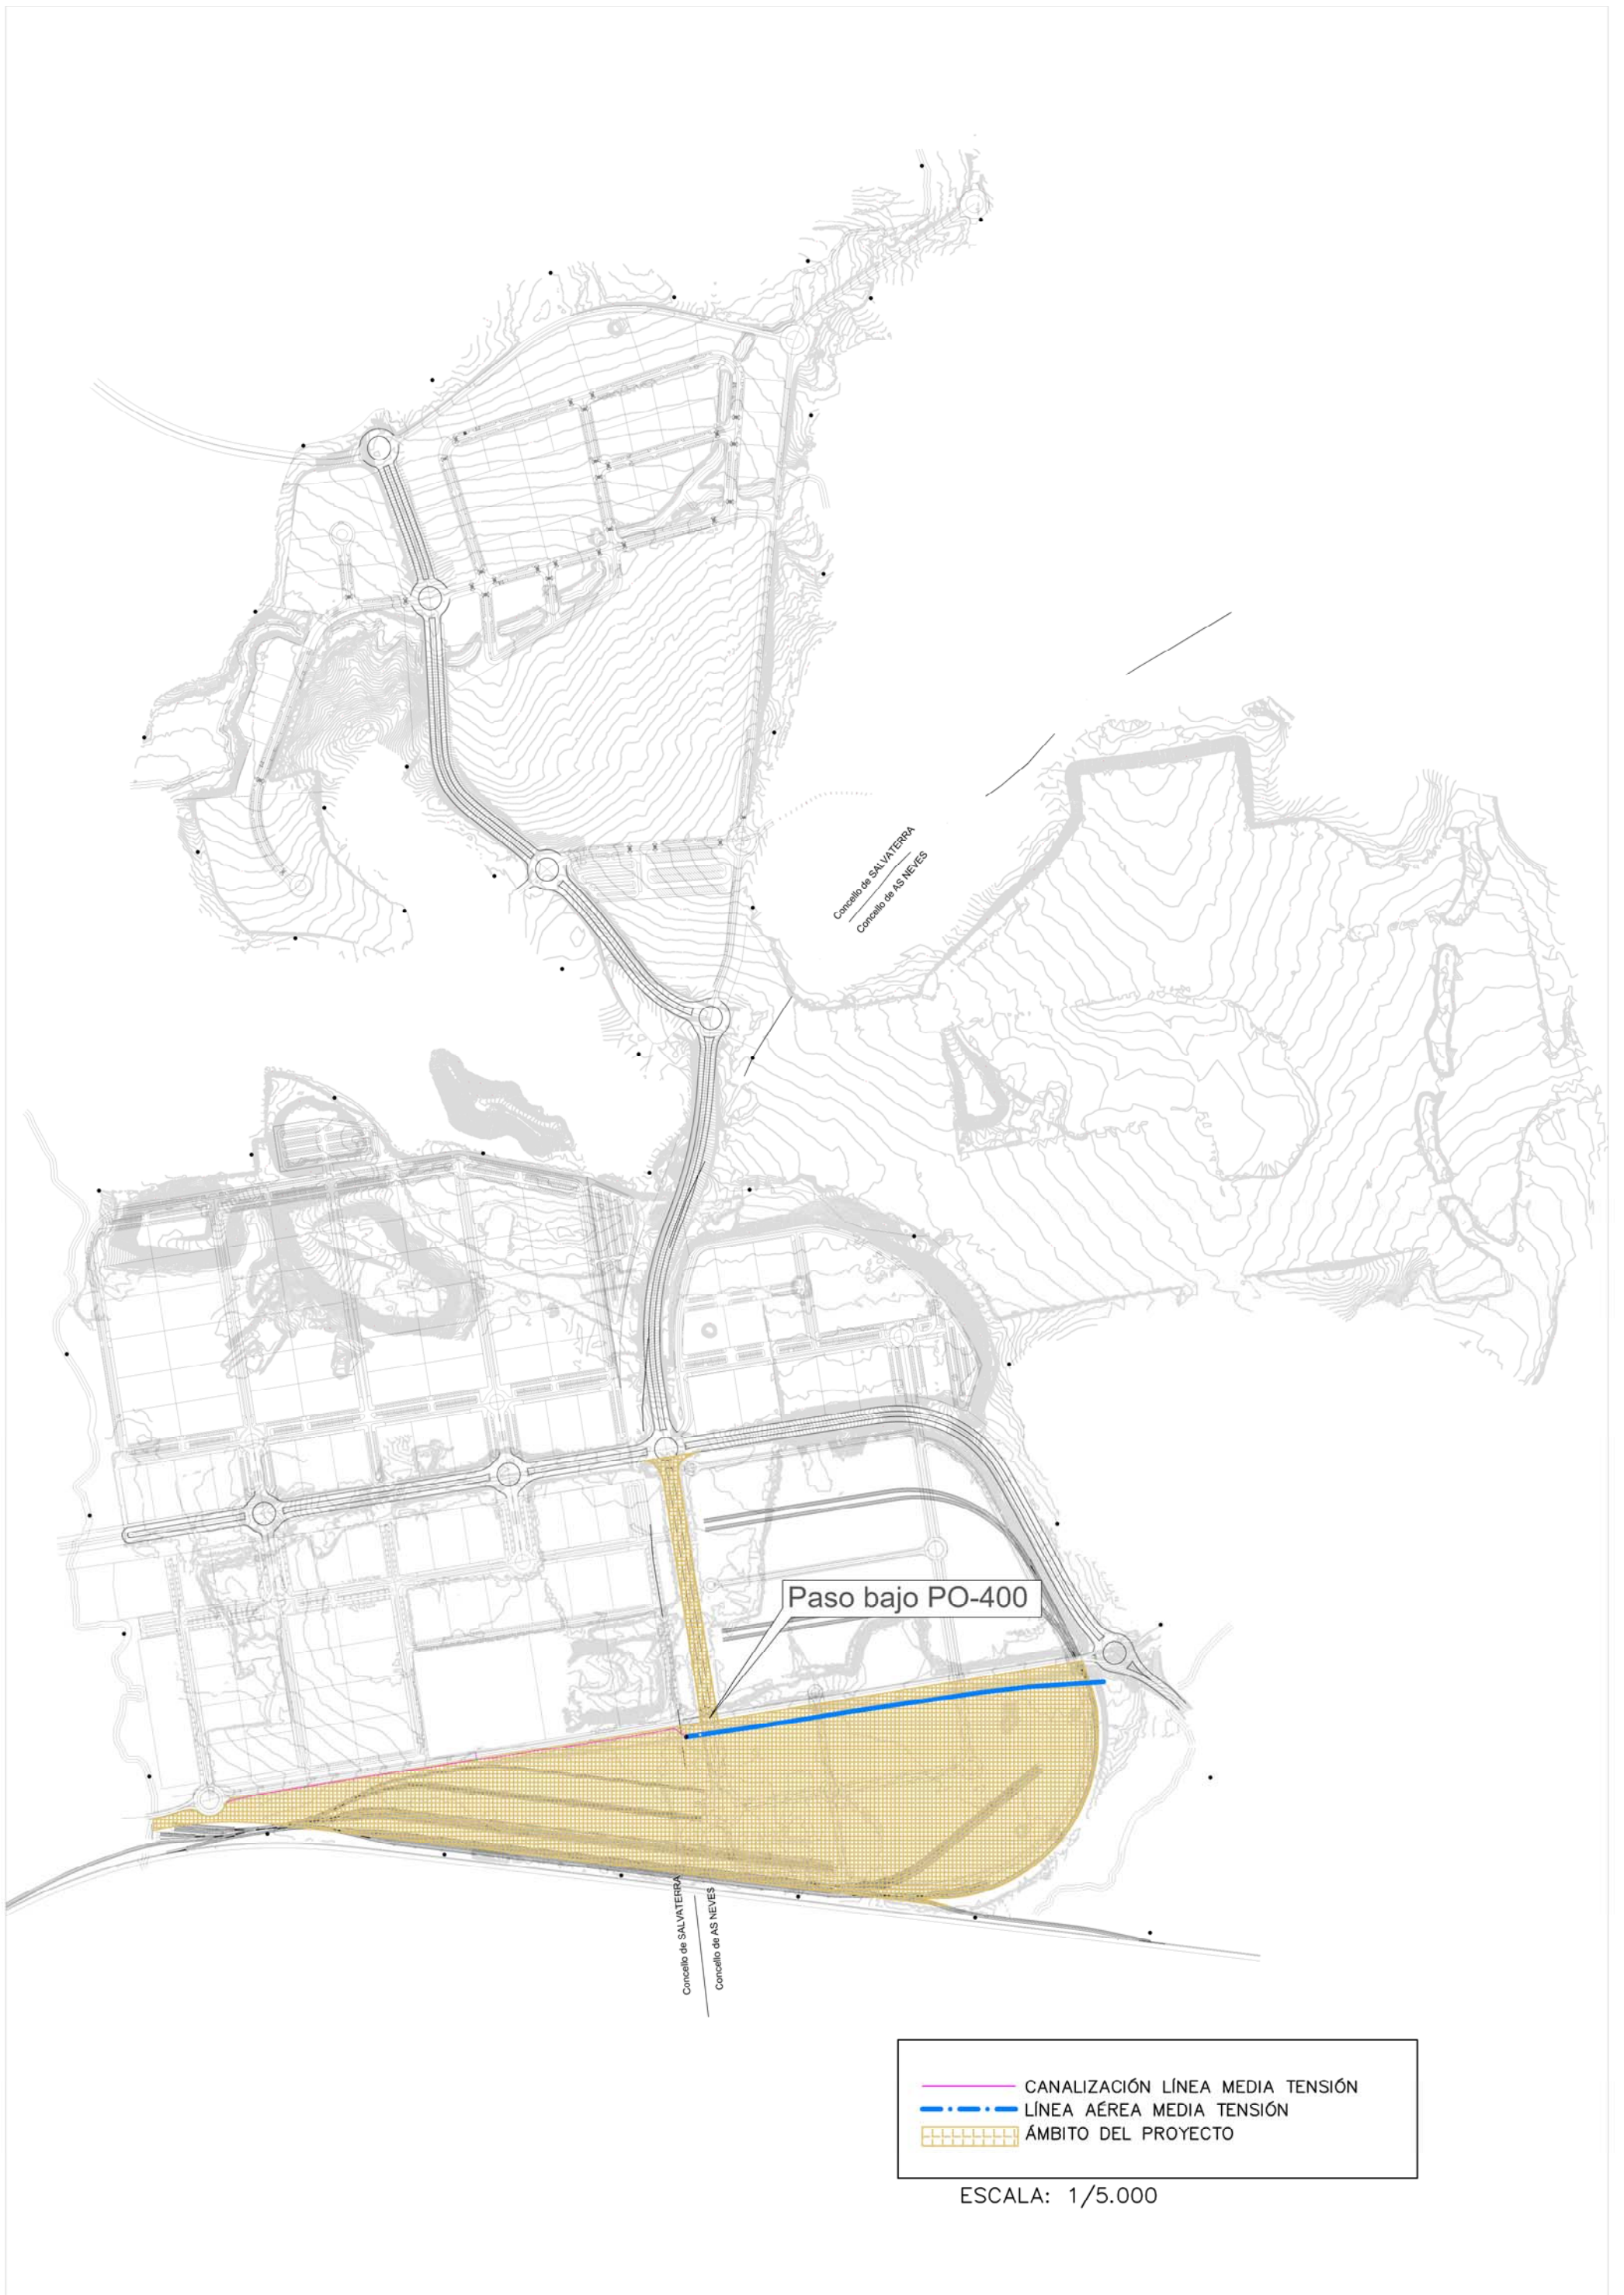 Concello de SALVATERRA
Concello de AS NEVES
Paso bajo PO-400
Concello de SALVATERRA
Concello de AS NEVES
CANALIZACIÓN LÍNEA MEDIA TENSIÓN
LÍNEA AÉREA MEDIA TENSIÓN
ÁMBITO DEL PROYECTO
ESCALA: 1/5.000